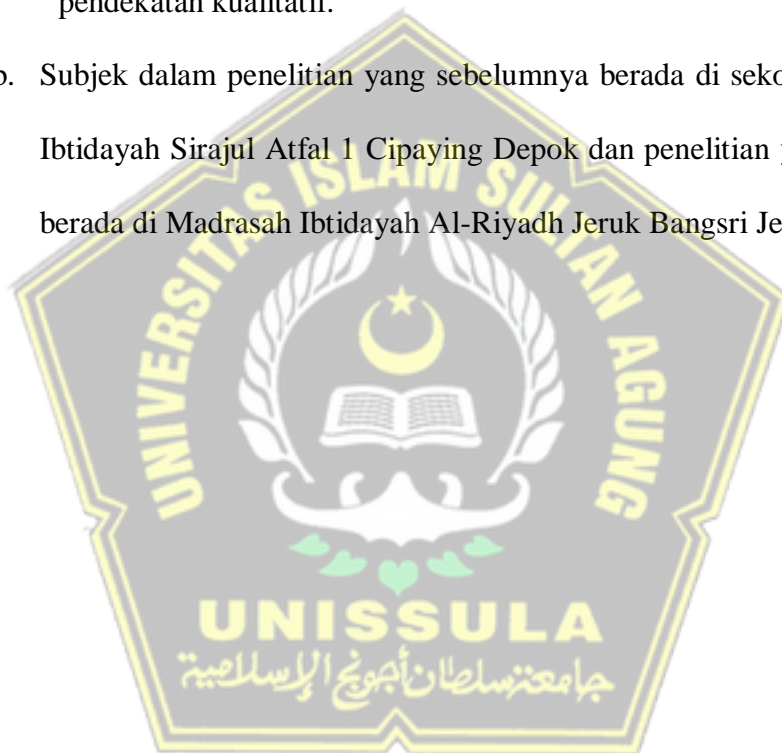 pendekatan kualitatif.
b. Subjek dalam penelitian yang sebelumnya berada di seko
Ibtidayah Sirajul Atfal 1 Cipaying Depok dan penelitian
berada di Madrasah Ibtidayah Al-Riyadh Jeruk Bangsri Je
UNIVERSITAS ISLAM SULTAN AGUNG
UNISSULA
جامعة سلطان أجونج الإسلامية